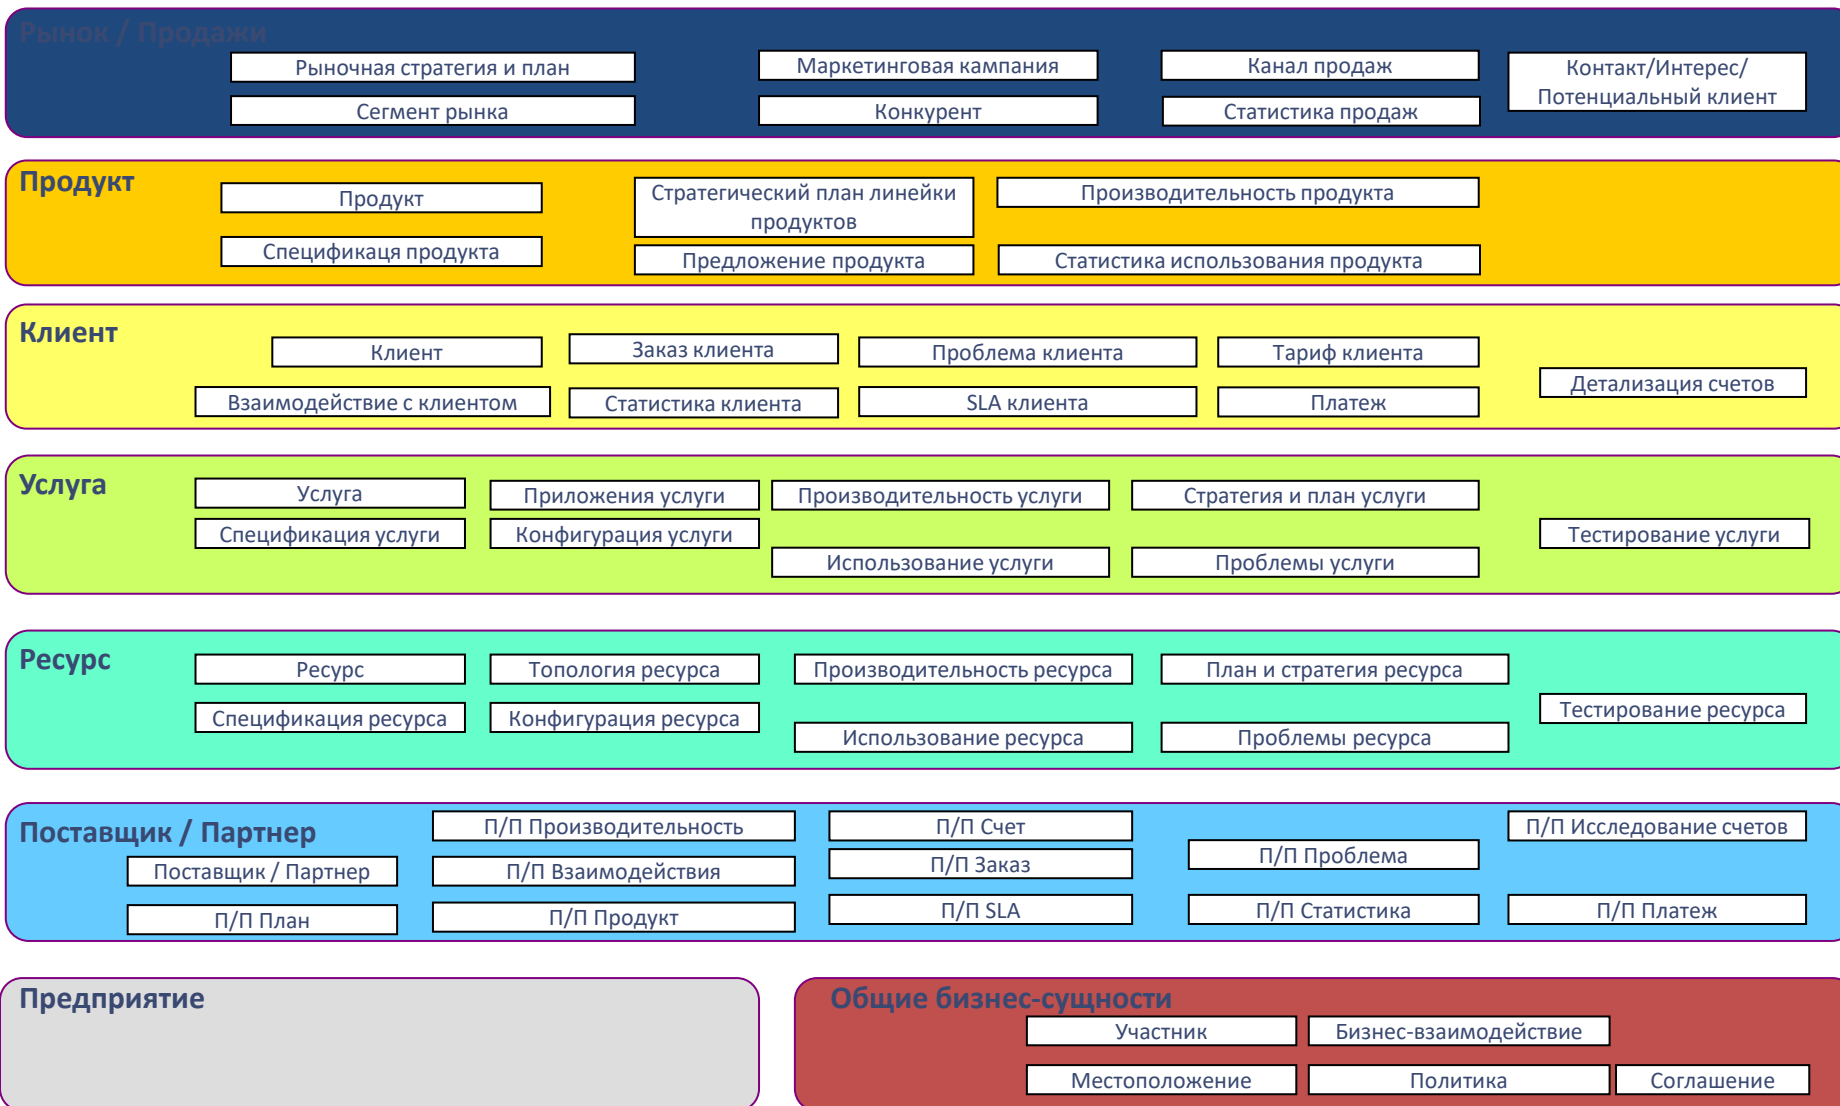 Рынок / Продажи
Рыночная стратегия и план
Маркетинговая кампания
Канал продаж
Контакт/Интерес/
Потенциальный клиент
Сегмент рынка
Конкурент
Статистика продаж
Продукт
Продукт
Стратегический план линейки
продуктов
Производительность продукта
Спецификаця продукта
Предложение продукта
Статистика использования продукта
Клиент
Клиент
Заказ клиента
Проблема клиента
Тариф клиента
Детализация счетов
Взаимодействие с клиентом
Статистика клиента
SLA клиента
Платеж
Услуга
Услуга
Приложения услуги
Производительность услуги
Стратегия и план услуги
Спецификация услуги
Конфигурация услуги
Тестирование услуги
Использование услуги
Проблемы услуги
Ресурс
Ресурс
Топология ресурса
Производительность ресурса
План и стратегия ресурса
Спецификация ресурса
Конфигурация ресурса
Тестирование ресурса
Использование ресурса
Проблемы ресурса
Поставщик / Партнер
П/П Производительность
П/П Счет
П/П Исследование счетов
Поставщик / Партнер
П/П Взаимодействия
П/П Заказ
П/П Проблема
П/П План
П/П Продукт
П/П SLA
П/П Статистика
П/П Платеж
Предприятие
Общие бизнес-сущности
Участник
Бизнес-взаимодействие
Местоположение
Политика
Соглашение